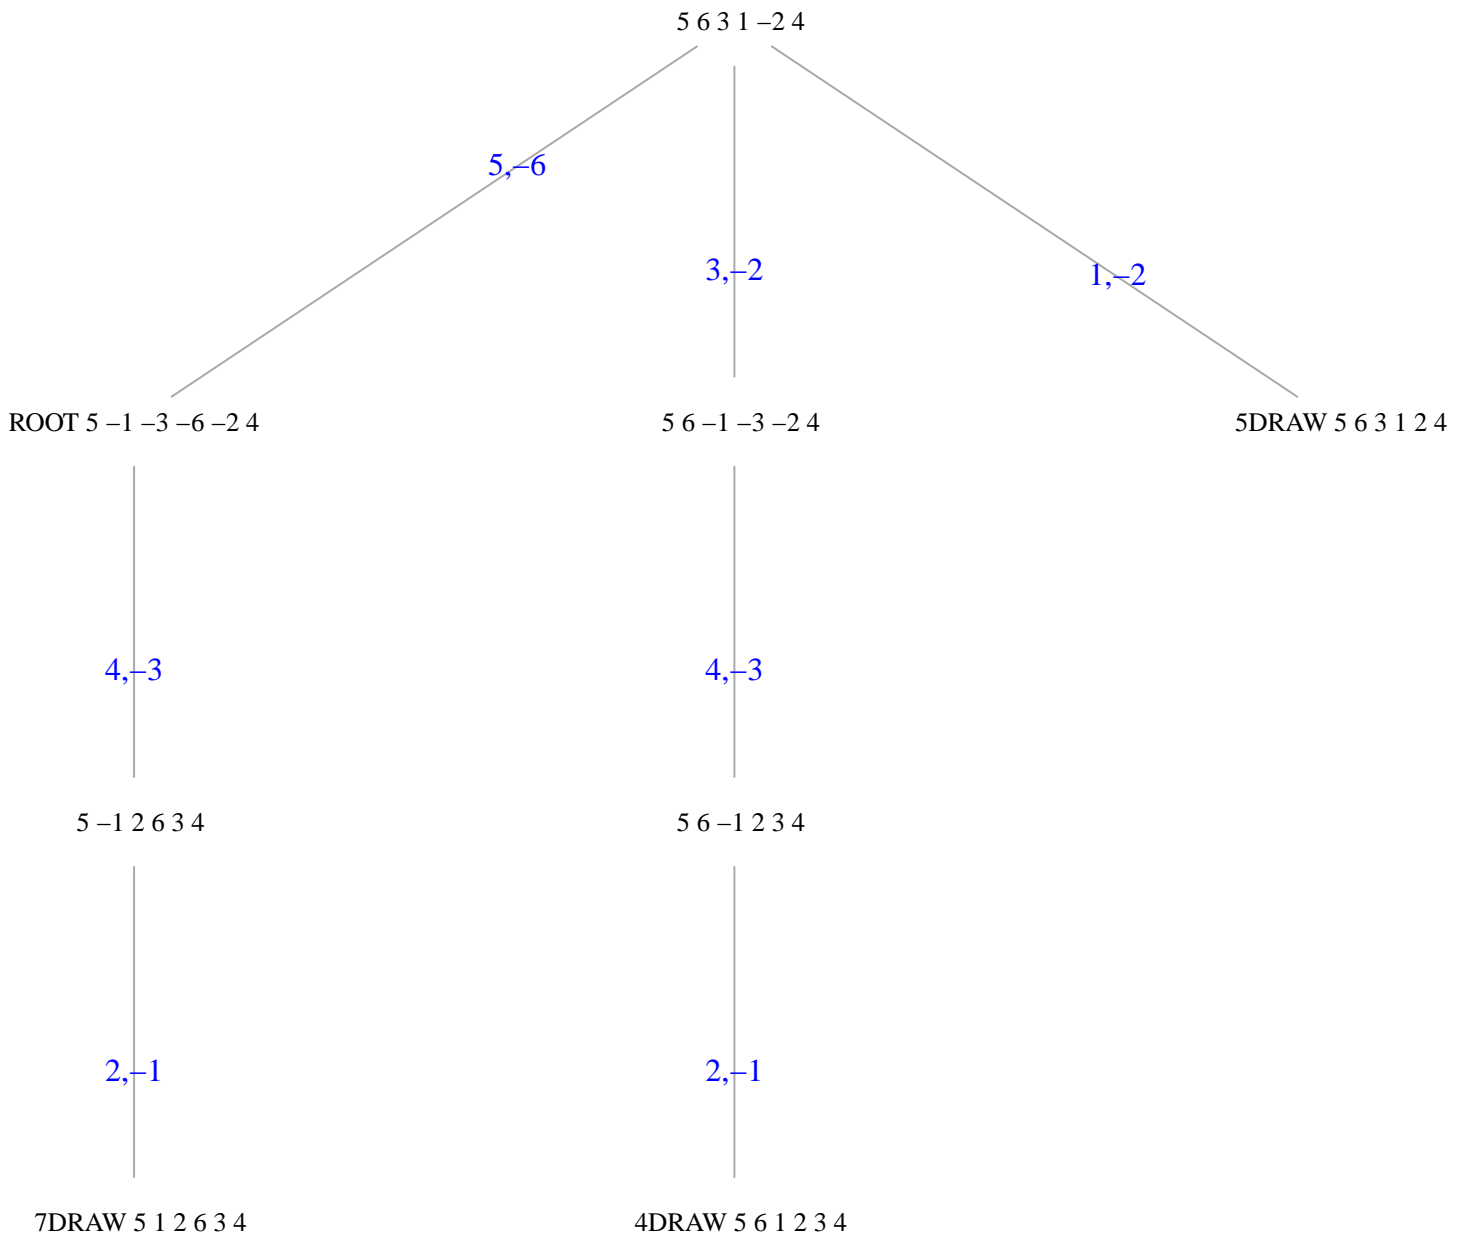 5 6 3 1 –2 4
5,–6
3,–2
1,–2
ROOT 5 –1 –3 –6 –2 4
5 6 –1 –3 –2 4
5DRAW 5 6 3 1 2 4
4,–3
4,–3
5 –1 2 6 3 4
5 6 –1 2 3 4
2,–1
2,–1
7DRAW 5 1 2 6 3 4
4DRAW 5 6 1 2 3 4